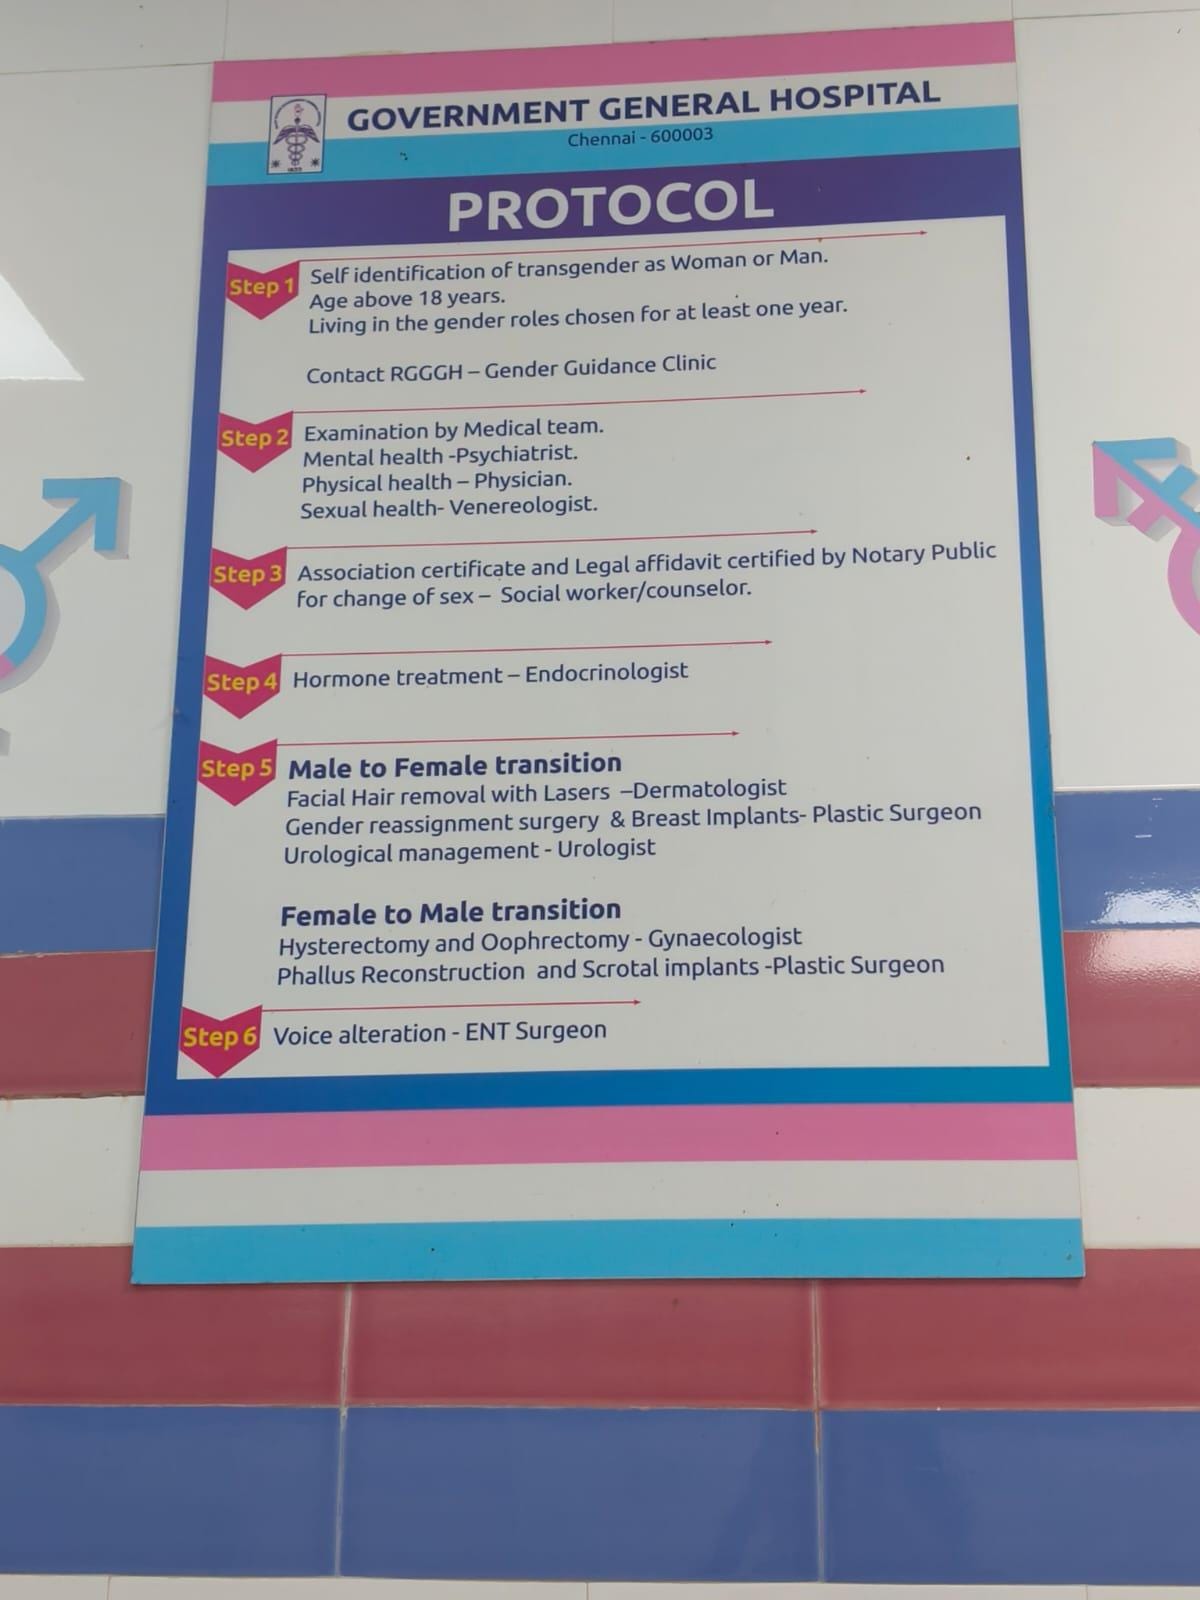 GOVERNMENT GENERAL HOSPITAL
Chennai - 600003
PROTOCOL
Step 1 Self identification of transgender as Woman or Man.
Age above 18 years.
Living in the gender roles chosen for at least one year.
Contact RGGGH – Gender Guidance Clinic
Step 2 Examination by Medical team.
Mental health -Psychiatrist.
Physical health – Physician.
Sexual health- Venereologist.
Step 3 Association certificate and Legal affidavit certified by Notary Public
for change of sex – Social worker/counselor.
Step 4 Hormone treatment – Endocrinologist
Step 5 Male to Female transition
Facial Hair removal with Lasers –Dermatologist
Gender reassignment surgery & Breast Implants- Plastic Surgeon
Urological management - Urologist
Female to Male transition
Hysterectomy and Oophrectomy - Gynaecologist
Phallus Reconstruction and Scrotal implants -Plastic Surgeon
Step 6 Voice alteration - ENT Surgeon